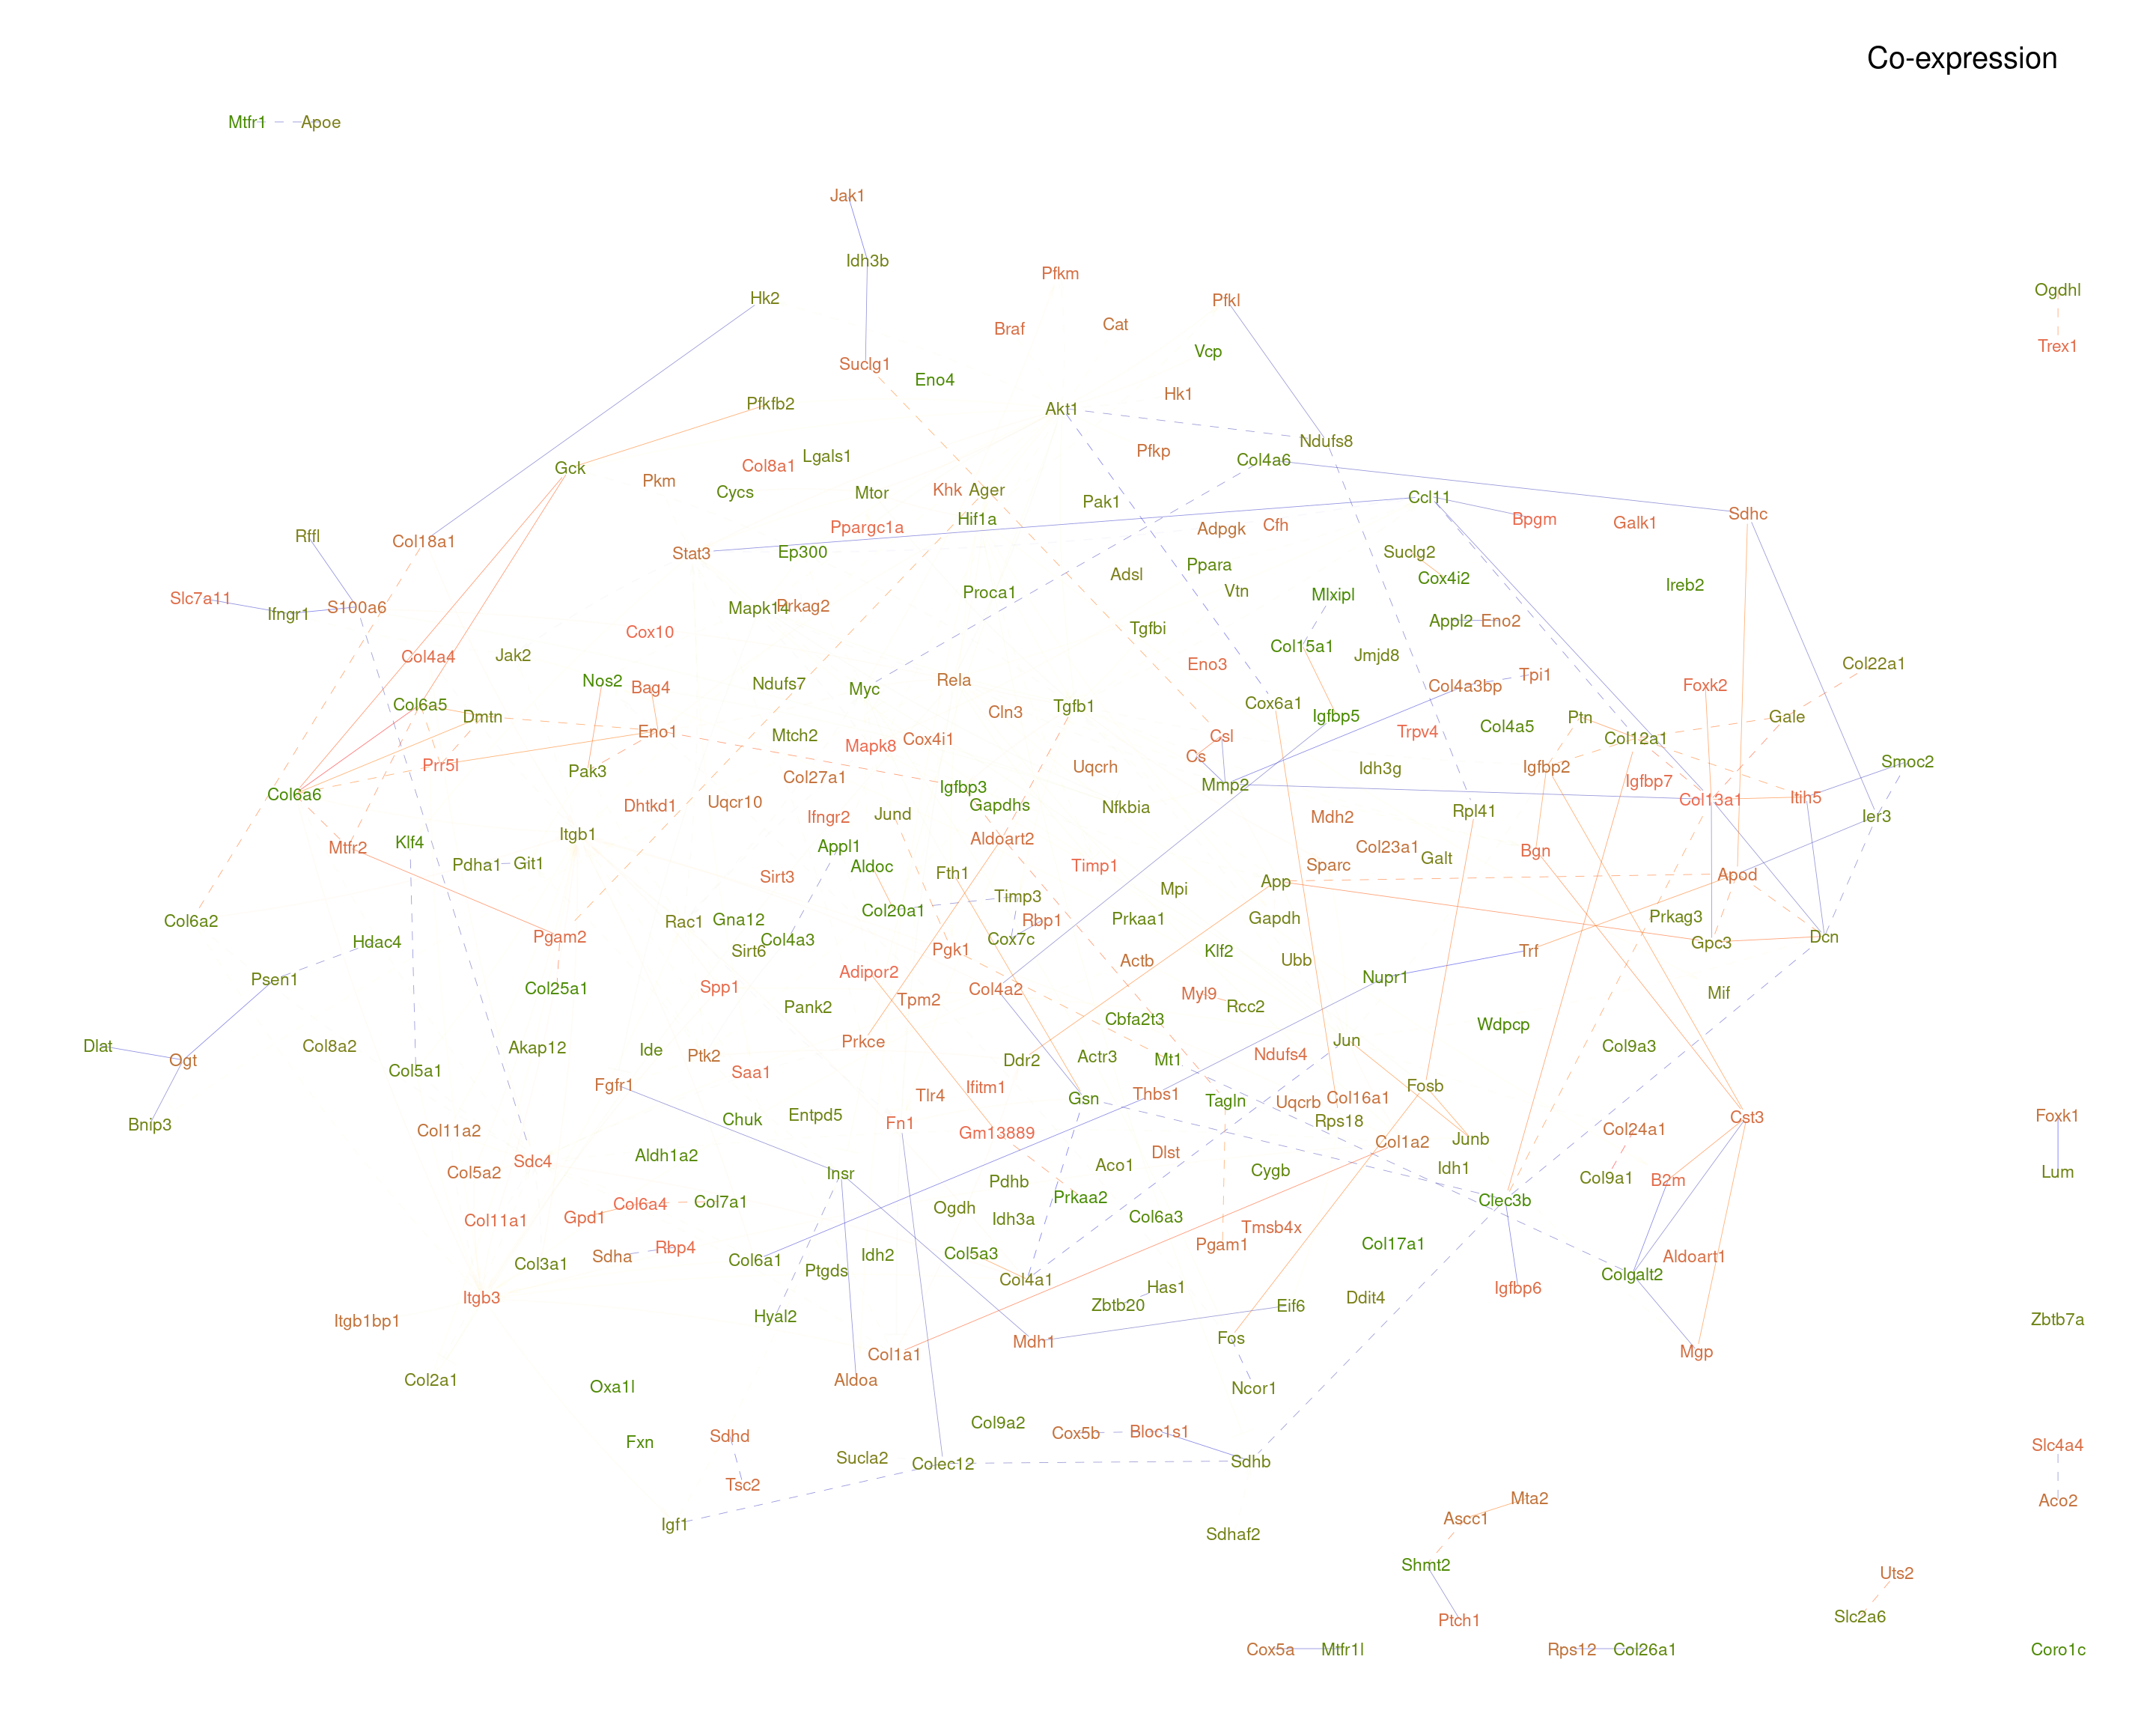 Co-expression
Mtfr1
Apoe
Jak1
Idh3b
Pfkm
Ogdhl
Hk2
Pfkl
Braf
Cat
Trex1
Vcp
Suclg1
Eno4
Hk1
Pfkfb2
Akt1
Ndufs8
Pfkp
Lgals1
Col4a6
Gck
Col8a1
Pkm
Cycs
Mtor
Khk
Ager
Ccl11
Pak1
Sdhc
Hif1a
Bpgm
Galk1
Ppargc1a
Adpgk
Cfh
Rffl
Col18a1
Stat3
Ep300
Suclg2
Ppara
Adsl
Cox4i2
Ireb2
Vtn
Proca1
Mlxipl
Slc7a11
Ifngr1
S100a6
Mapk14
Prkag2
Appl2
Eno2
Cox10
Tgfbi
Col15a1
Jak2
Col4a4
Jmjd8
Eno3
Col22a1
Nos2
Bag4
Ndufs7
Myc
Rela
Col4a3bp
Tpi1
Foxk2
Col6a5
Dmtn
Cln3
Tgfb1
Cox6a1
Igfbp5
Ptn
Gale
Col4a5
Eno1
Mtch2
Mapk8
Cox4i1
Trpv4
Col12a1
Csl
Cs
Prr5l
Pak3
Col27a1
Uqcrh
Idh3g
Igfbp2
Smoc2
Igfbp3
Mmp2
Igfbp7
Col6a6
Dhtkd1
Uqcr10
Gapdhs
Nfkbia
Col13a1
Itih5
Ifngr2
Jund
Mdh2
Rpl41
Ier3
Itgb1
Klf4
Mtfr2
Appl1
Aldoart2
Col23a1
Bgn
Pdha1
Git1
Aldoc
Timp1
Sparc
Galt
Sirt3
Fth1
App
Apod
Mpi
Timp3
Col6a2
Rac1
Gna12
Col20a1
Rbp1
Prkaa1
Gapdh
Prkag3
Hdac4
Pgam2
Col4a3
Sirt6
Cox7c
Pgk1
Klf2
Trf
Gpc3
Dcn
Actb
Ubb
Psen1
Adipor2
Nupr1
Col25a1
Spp1
Col4a2
Myl9
Mif
Pank2
Tpm2
Rcc2
Cbfa2t3
Wdpcp
Dlat
Col8a2
Akap12
Ide
Ptk2
Prkce
Jun
Col9a3
Ogt
Ddr2
Actr3
Mt1
Ndufs4
Col5a1
Saa1
Fgfr1
Ifitm1
Fosb
Tlr4
Gsn
Thbs1
Tagln
Uqcrb
Col16a1
Bnip3
Chuk
Entpd5
Fn1
Rps18
Cst3
Foxk1
Col11a2
Gm13889
Col24a1
Col1a2
Junb
Aldh1a2
Dlst
Sdc4
Col5a2
Insr
Aco1
Cygb
Idh1
Lum
Col9a1
B2m
Pdhb
Prkaa2
Clec3b
Col6a4
Col7a1
Ogdh
Gpd1
Col11a1
Idh3a
Col6a3
Tmsb4x
Rbp4
Sdha
Col17a1
Pgam1
Col3a1
Col6a1
Idh2
Col5a3
Aldoart1
Ptgds
Col4a1
Colgalt2
Has1
Igfbp6
Itgb3
Zbtb20
Eif6
Ddit4
Itgb1bp1
Hyal2
Zbtb7a
Mdh1
Fos
Col1a1
Mgp
Col2a1
Oxa1l
Aldoa
Ncor1
Col9a2
Sdhd
Cox5b
Bloc1s1
Fxn
Slc4a4
Sucla2
Colec12
Sdhb
Tsc2
Mta2
Aco2
Igf1
Ascc1
Sdhaf2
Shmt2
Uts2
Ptch1
Slc2a6
Cox5a
Mtfr1l
Rps12
Col26a1
Coro1c